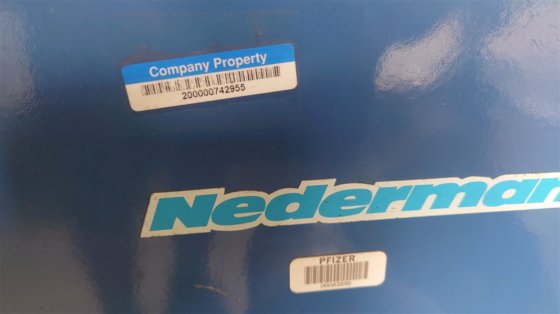 Company Property
200000742955
Nederman
PFIZER